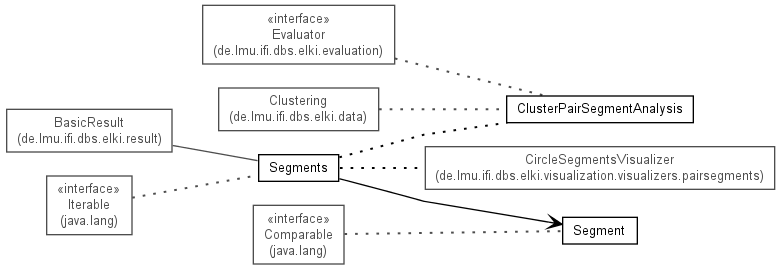 «interface»
Evaluator
(de.lmu.ifi.dbs.elki.evaluation)
Clustering
(de.lmu.ifi.dbs.elki.data)
ClusterPairSegmentAnalysis
BasicResult
(de.lmu.ifi.dbs.elki.result)
Segments
CircleSegmentsVisualizer
(de.lmu.ifi.dbs.elki.visualization.visualizers.pairsegments)
«interface»
Iterable
(java.lang)
«interface»
Comparable
(java.lang)
Segment